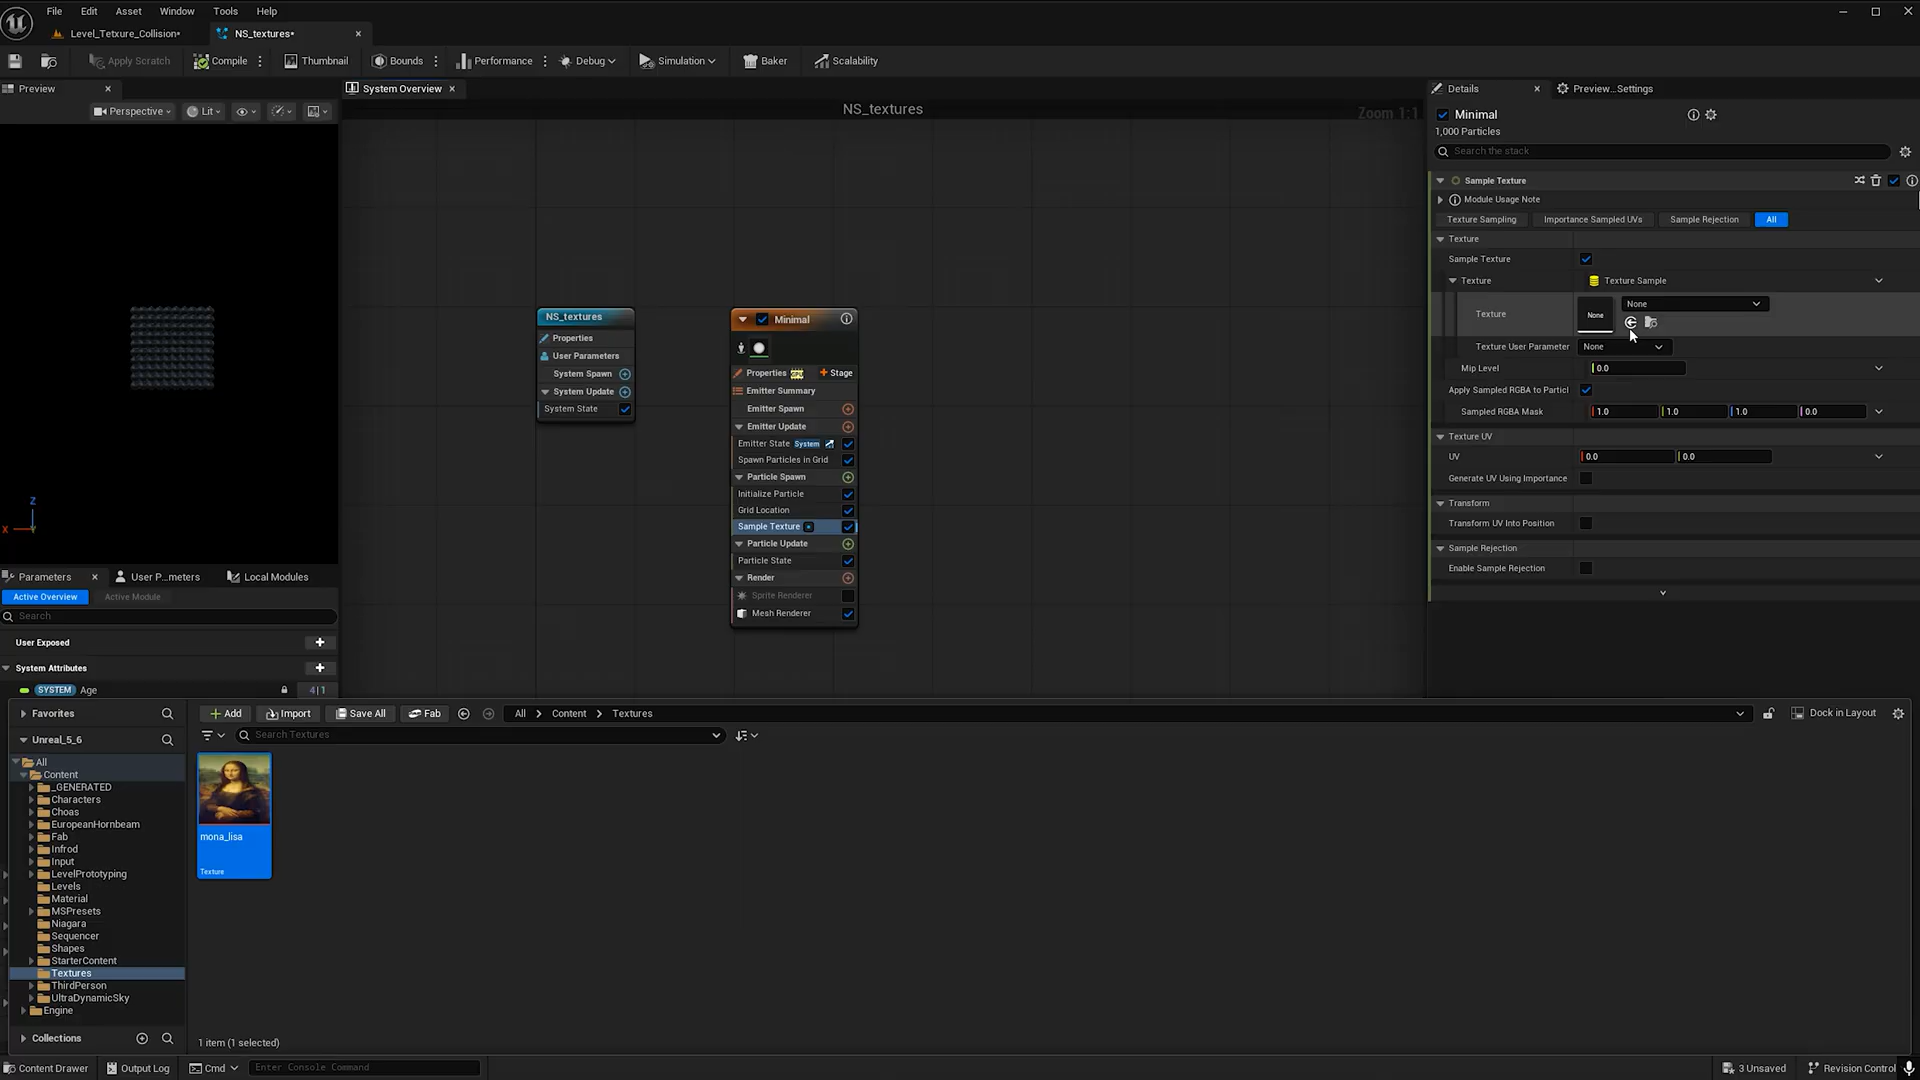 File Edit Asset Window Tools Help
Level_Tetxure_Collision* NS_textures*
Apply Scratch Compile Thumbnail Bounds Performance Debug Simulation Baker Scalability
Preview System Overview Details Preview...Settings
Perspective Lit
NS_textures
Zoom 1:1
Minimal
1,000 Particles
Search the stack
Sample Texture
Module Usage Note
Texture Sampling Importance Sampled UVs Sample Rejection All
Texture
Sample Texture
Texture Texture Sample
Texture None None
Texture User Parameter None
Mip Level 0.0
Apply Sampled RGBA to Particl
Sampled RGBA Mask 1.0 1.0 1.0 0.0
Texture UV
UV 0.0 0.0
Generate UV Using Importance
Transform
Transform UV Into Position
Sample Rejection
Enable Sample Rejection
NS_textures
Properties
User Parameters
System Spawn
System Update
System State
Minimal
Properties CPU Stage
Emitter Summary
Emitter Spawn
Emitter Update
Emitter State System
Spawn Particles in Grid
Particle Spawn
Initialize Particle
Grid Location
Sample Texture
Particle Update
Particle State
Render
Sprite Renderer
Mesh Renderer
Z
X
Parameters User P...meters Local Modules
Active Overview Active Module
Search
User Exposed
System Attributes
SYSTEM Age 4|1
Favorites
Unreal_5_6
All
Content
_GENERATED
Characters
Choas
EuropeanHornbeam
Fab
Infrod
Input
LevelPrototyping
Levels
Material
MSPresets
Niagara
Sequencer
Shapes
StarterContent
Textures
ThirdPerson
UltraDynamicSky
Engine
Collections
Add Import Save All Fab All Content Textures Dock in Layout
Search Textures
mona_lisa
Texture
1 item (1 selected)
Content Drawer Output Log Cmd Enter Console Command 3 Unsaved Revision Control